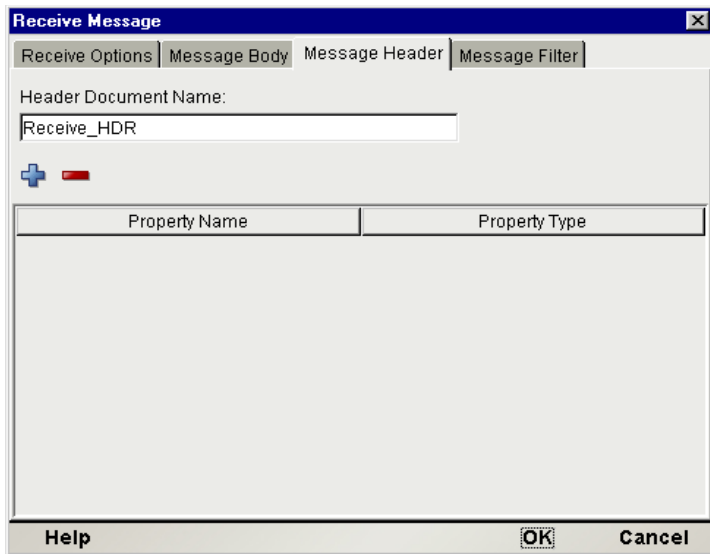 Receive Message
Receive Options Message Body Message Header Message Filter
Header Document Name:
Receive_HDR
Property Name Property Type
Help OK Cancel